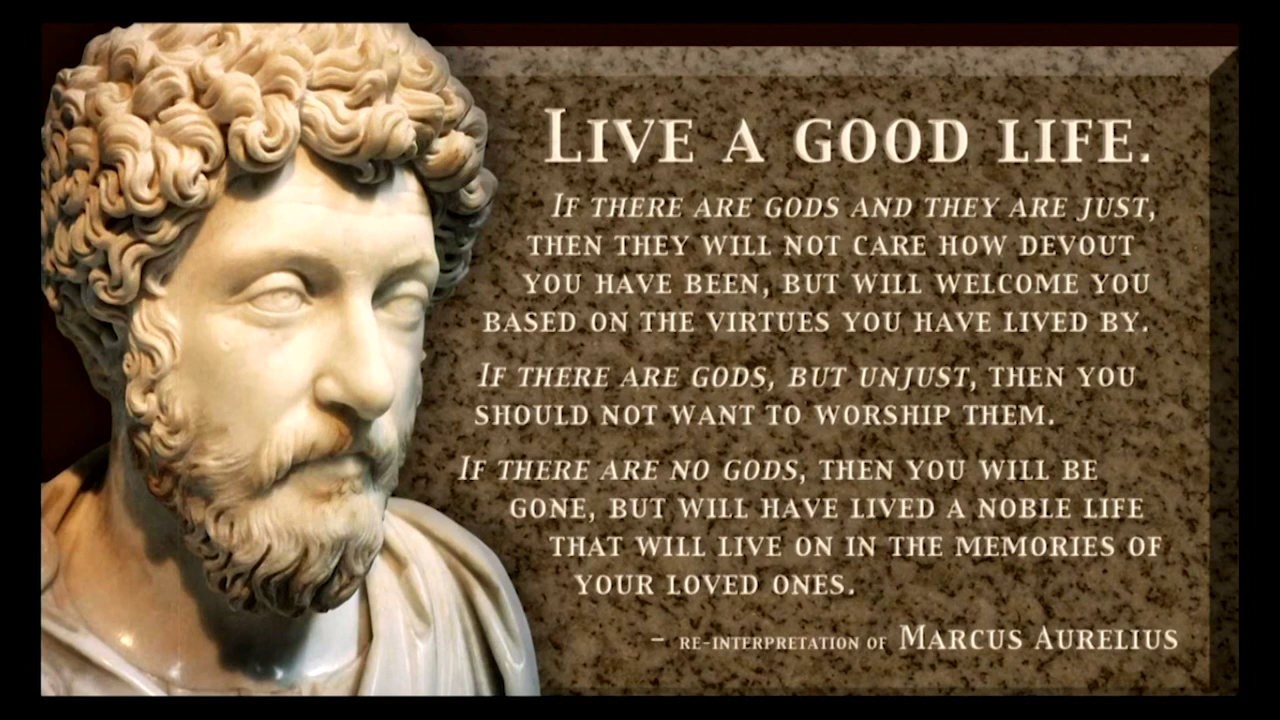 LIVE A GOOD LIFE.
IF THERE ARE GODS AND THEY ARE JUST,
THEN THEY WILL NOT CARE HOW DEVOUT
YOU HAVE BEEN, BUT WILL WELCOME YOU
BASED ON THE VIRTUES YOU HAVE LIVED BY.
IF THERE ARE GODS, BUT UNJUST, THEN YOU
SHOULD NOT WANT TO WORSHIP THEM.
IF THERE ARE NO GODS, THEN YOU WILL BE
GONE, BUT WILL HAVE LIVED A NOBLE LIFE
THAT WILL LIVE ON IN THE MEMORIES OF
YOUR LOVED ONES.
– RE-INTERPRETATION OF MARCUS AURELIUS